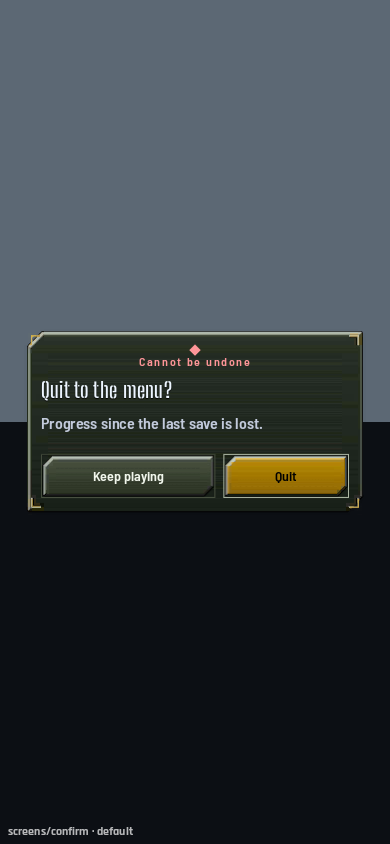 Cannot be undone
Quit to the menu?
Progress since the last save is lost.
Keep playing
Quit
screens/confirm · default